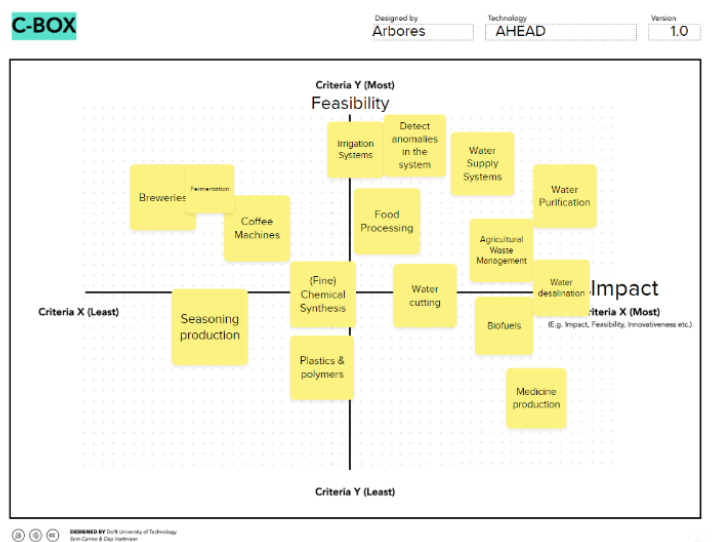 C-BOX
Designed by
Arbores
Technology
AHEAD
Version
1.0
Criteria Y (Most)
Feasibility
Irrigation
Systems
Detect
anomalies
in the
system
Water
Supply
Systems
Breweries
Fermentation
Water
Purification
Coffee
Machines
Food
Processing
Agricultural
Waste
Management
(Fine)
Chemical
Synthesis
Water
cutting
Water
desalination
Impact
Criteria X (Least)
riteria X (Most)
(E.g. Impact, Feasibility, Innovativeness etc.)
Seasoning
production
Biofuels
Plastics &
polymers
Medicine
production
Criteria Y (Least)
DESIGNED BY Delft University of Technology